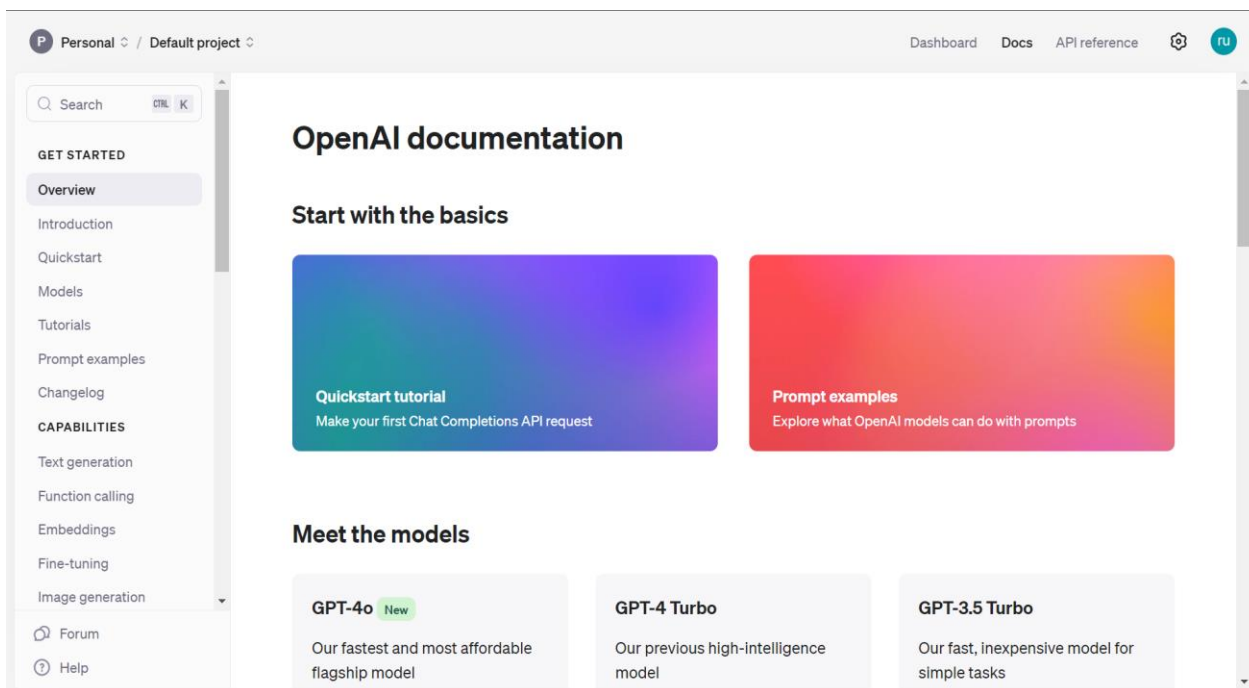 P Personal / Default project
Dashboard Docs API reference
ru
Search CTRL K
GET STARTED
Overview
Introduction
Quickstart
Models
Tutorials
Prompt examples
Changelog
CAPABILITIES
Text generation
Function calling
Embeddings
Fine-tuning
Image generation
Forum
Help
OpenAI documentation
Start with the basics
Quickstart tutorial
Make your first Chat Completions API request
Prompt examples
Explore what OpenAI models can do with prompts
Meet the models
GPT-4o New
Our fastest and most affordable
flagship model
GPT-4 Turbo
Our previous high-intelligence
model
GPT-3.5 Turbo
Our fast, inexpensive model for
simple tasks